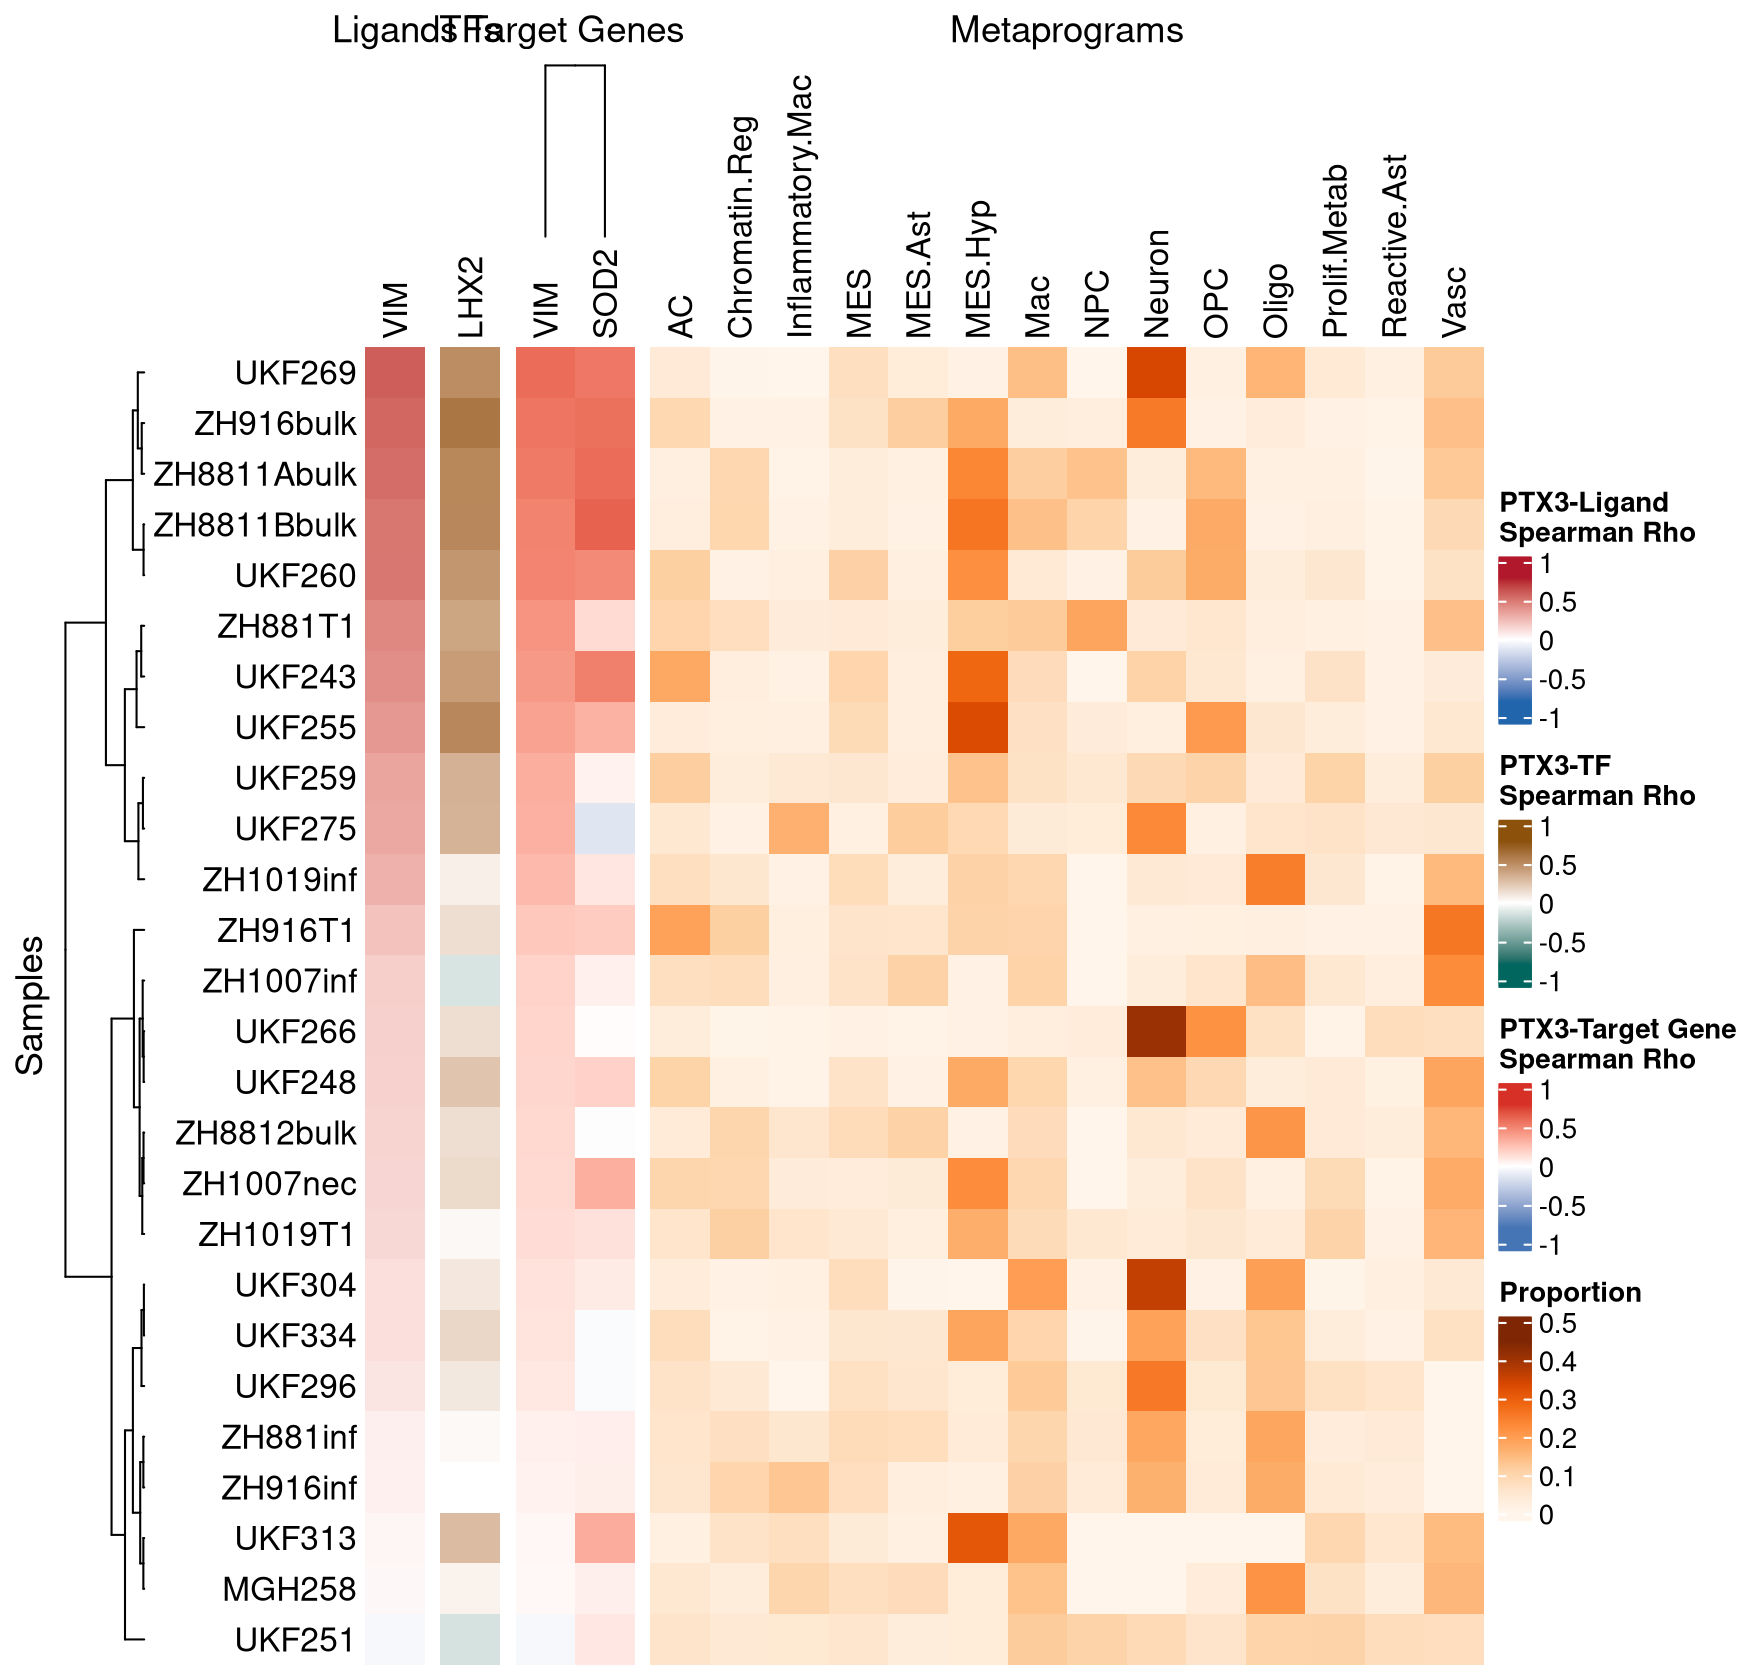 Ligands TFs Target Genes Metaprograms
VIM
LHX2
VIM
SOD2
AC
Chromatin.Reg
Inflammatory.Mac
MES
MES.Ast
MES.Hyp
Mac
NPC
Neuron
OPC
Oligo
Prolif.Metab
Reactive.Ast
Vasc
Samples
UKF269
ZH916bulk
ZH8811Abulk
ZH8811Bbulk
UKF260
ZH881T1
UKF243
UKF255
UKF259
UKF275
ZH1019inf
ZH916T1
ZH1007inf
UKF266
UKF248
ZH8812bulk
ZH1007nec
ZH1019T1
UKF304
UKF334
UKF296
ZH881inf
ZH916inf
UKF313
MGH258
UKF251
PTX3-Ligand
Spearman Rho
1
0.5
0
-0.5
-1
PTX3-TF
Spearman Rho
1
0.5
0
-0.5
-1
PTX3-Target Gene
Spearman Rho
1
0.5
0
-0.5
-1
Proportion
0.5
0.4
0.3
0.2
0.1
0